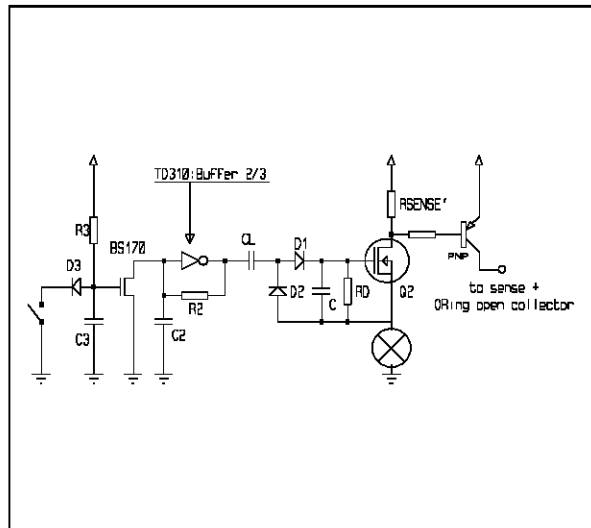 TD310:Buffer 2/3
RSENSE'
R3
BS170
CL
D1
D3
PNP
R2
D2
C
RD
Q2
to sense +
ORing open collector
C3
C2